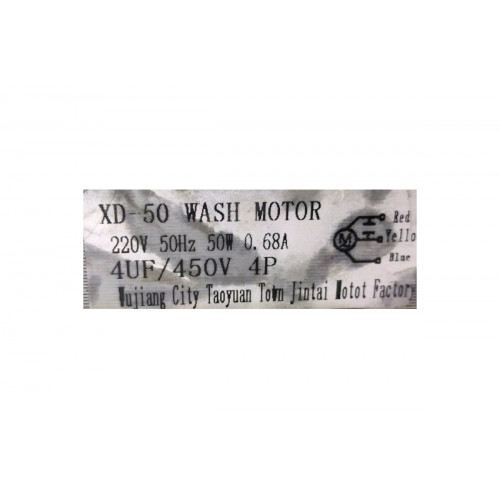 XD-50 WASH MOTOR
220V 50Hz 50W 0.68A
4UF/450V 4P
M
Red
Yello
Blue
Wujiang City Taoyuan Town Jintai Motot Factory